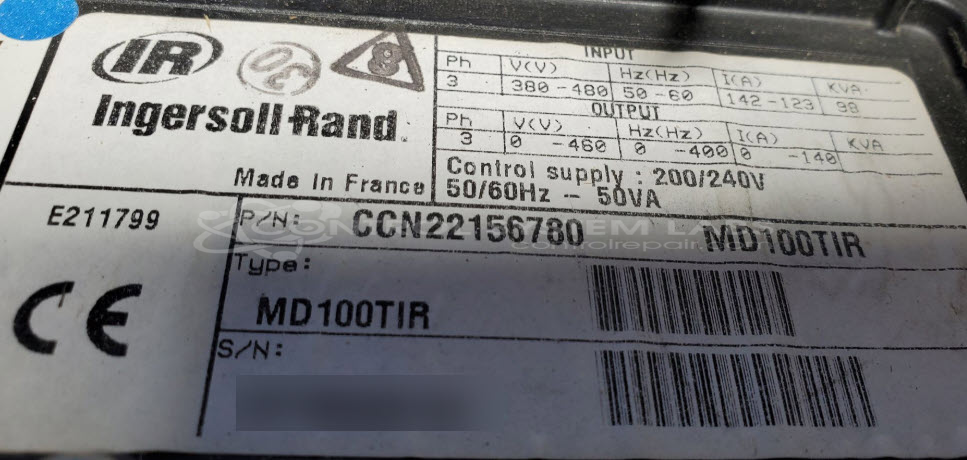 IR
Ingersoll-Rand
Made in France
INPUT
Ph V(V) Hz(Hz) I(A) KVA
3 380 -480 50 -60 142 -123 98
OUTPUT
Ph V(V) Hz(Hz) I(A) KVA
3 0 -460 0 -400 0 -140
Control supply : 200/240V
50/60Hz - 50VA
E211799
P/N: CCN22156780 MD100TIR
Type:
MD100TIR
CE
S/N: